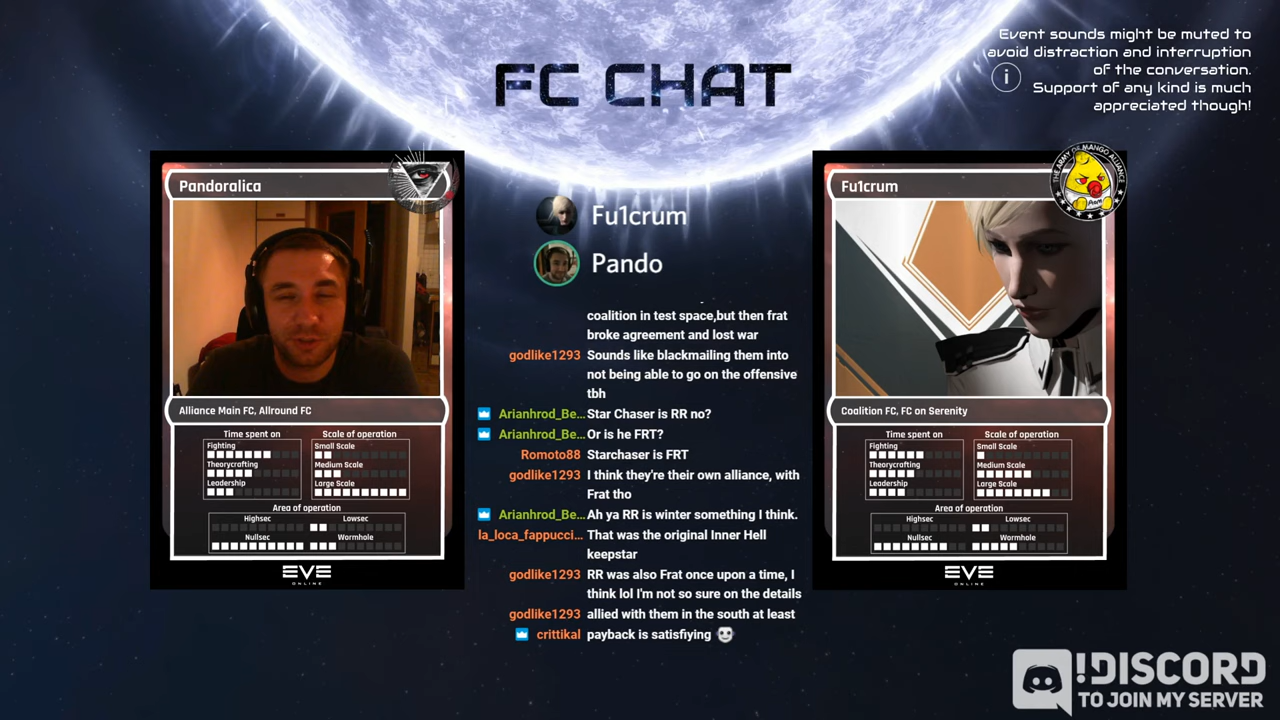 Event sounds might be muted to
avoid distraction and interruption
of the conversation.
Support of any kind is much
appreciated though!
FC CHAT
Pandoralica
Alliance Main FC, Allround FC
Time spent on
Scale of operation
Fighting
Small Scale
Theorycrafting
Medium Scale
Leadership
Large Scale
Area of operation
Highsec
Lowsec
Nullsec
Wormhole
EVE
ONLINE
Fu1crum
Pando
coalition in test space,but then frat
broke agreement and lost war
godlike1293 Sounds like blackmailing them into
not being able to go on the offensive
tbh
Arianhrod_Be... Star Chaser is RR no?
Arianhrod_Be... Or is he FRT?
Romoto88 Starchaser is FRT
godlike1293 I think they're their own alliance, with
Frat tho
Arianhrod_Be... Ah ya RR is winter something I think.
la_loca_fappucci... That was the original Inner Hell
keepstar
godlike1293 RR was also Frat once upon a time, I
think lol I'm not so sure on the details
godlike1293 allied with them in the south at least
crittikal payback is satisfiying
THE ARMY OF MANGO ALLIANCE
Fu1crum
Coalition FC, FC on Serenity
Time spent on
Scale of operation
Fighting
Small Scale
Theorycrafting
Medium Scale
Leadership
Large Scale
Area of operation
Highsec
Lowsec
Nullsec
Wormhole
EVE
ONLINE
!DISCORD
TO JOIN MY SERVER